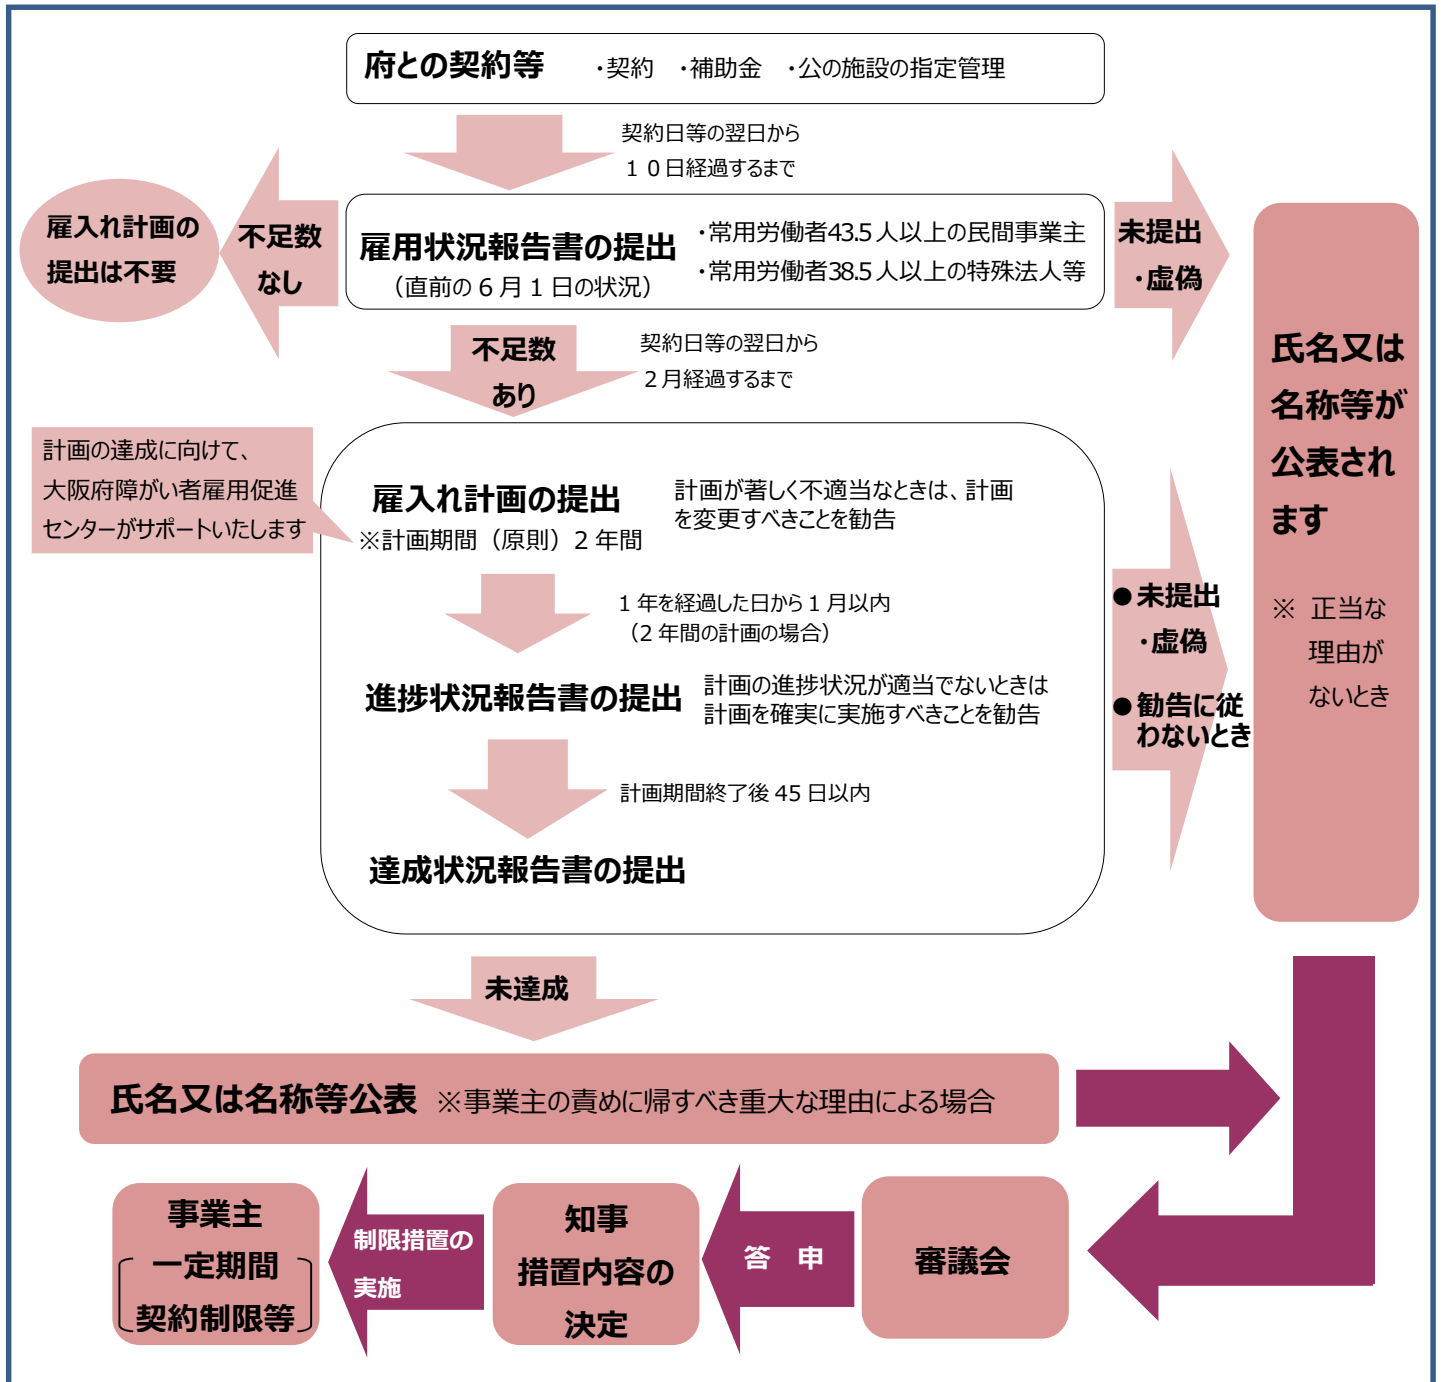 府との契約等 ・契約 ・補助金 ・公の施設の指定管理
契約日等の翌日から
１０日経過するまで
雇入れ計画の
提出は不要
不足数
なし
雇用状況報告書の提出
（直前の６月１日の状況）
・常用労働者43.5人以上の民間事業主
・常用労働者38.5人以上の特殊法人等
未提出
・虚偽
不足数
あり
契約日等の翌日から
２月経過するまで
氏名又は
名称等が
公表され
ます
※ 正当な
理由が
ないとき
計画の達成に向けて、
大阪府障がい者雇用促進
センターがサポートいたします
雇入れ計画の提出
※計画期間（原則）２年間
計画が著しく不適当なときは、計画
を変更すべきことを勧告
１年を経過した日から１月以内
（２年間の計画の場合）
進捗状況報告書の提出
計画の進捗状況が適当でないときは
計画を確実に実施すべきことを勧告
計画期間終了後 45 日以内
達成状況報告書の提出
●未提出
・虚偽
●勧告に従
わないとき
未達成
氏名又は名称等公表 ※事業主の責めに帰すべき重大な理由による場合
事業主
一定期間
契約制限等
制限措置の
実施
知事
措置内容の
決定
答 申
審議会